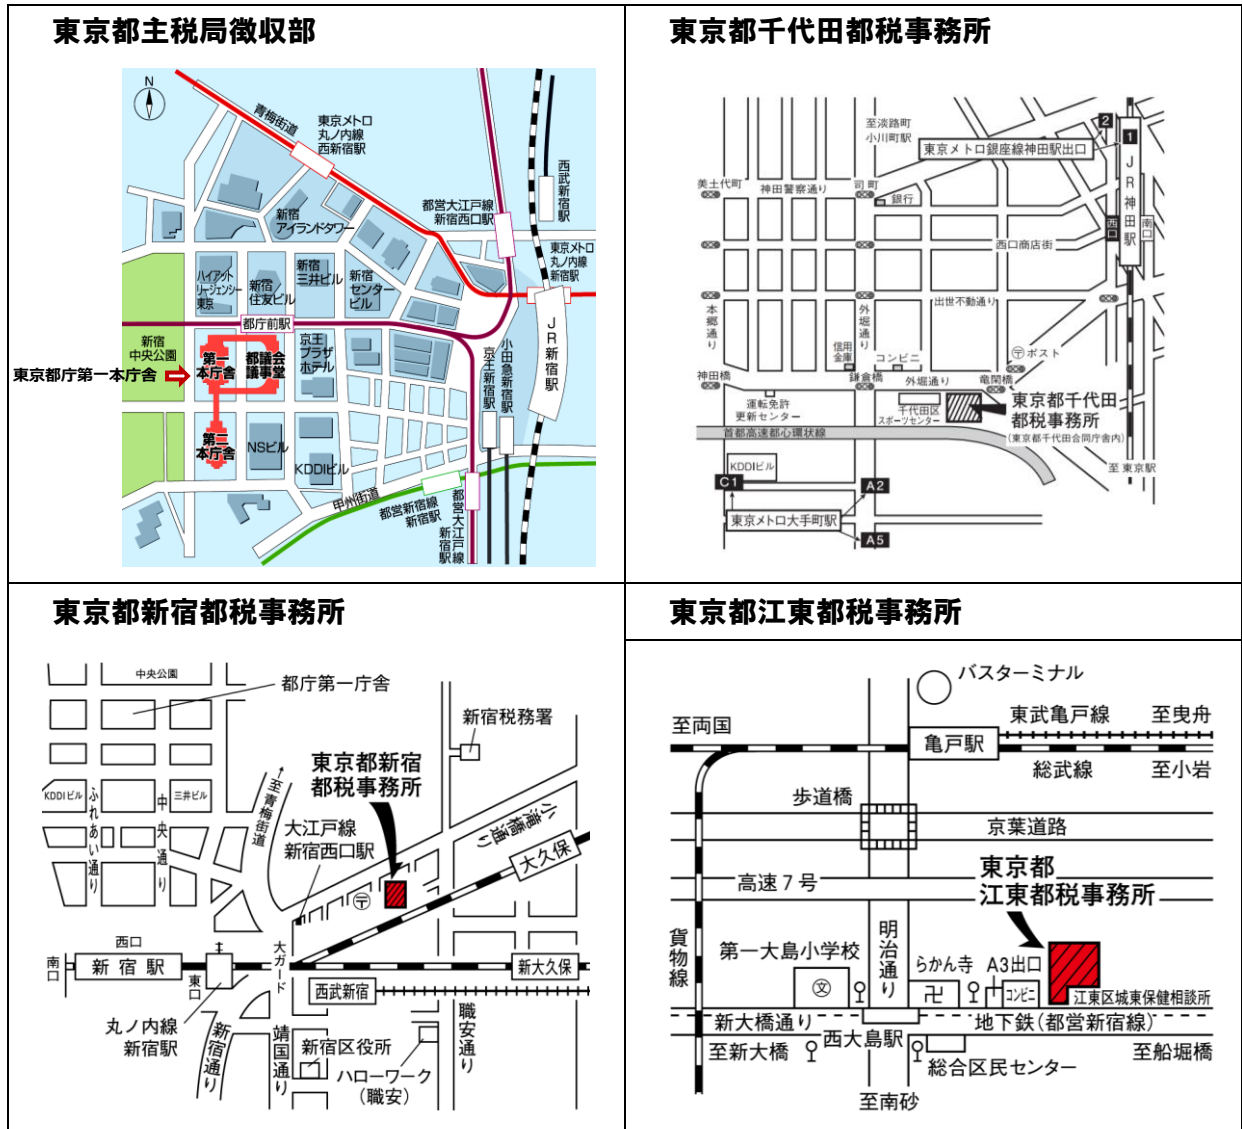 東京都主税局徴収部
N
青梅街道
東京メトロ
丸ノ内線
西新宿駅
西武新宿駅
都営大江戸線
新宿西口駅
新宿
アイランドタワー
東京メトロ
丸ノ内線
新宿駅
ハイアット
リージェンシー
東京
新宿
住友ビル
新宿
三井ビル
新宿
センター
ビル
都庁前駅
JR新宿駅
新宿
中央公園
東京都庁第一本庁舎
第一
本庁舎
都議会
議事堂
京王
プラザ
ホテル
小田急新宿駅
京王新宿駅
第二
本庁舎
NSビル
KDDIビル
甲州街道
都営新宿線
新宿駅
都営大江戸線
新宿駅
東京都千代田都税事務所
至淡路町
小川町駅
2
1
東京メトロ銀座線神田駅出口
JR神田駅
美土代町
神田警察通り
司町
銀行
西口
南口
西口商店街
出世不動通り
本郷通り
外堀通り
信用
金庫
コンビニ
〒ポスト
神田橋
鎌倉橋
外堀通り
竜閑橋
運転免許
更新センター
千代田区
スポーツセンター
東京都千代田
都税事務所
(東京都千代田合同庁舎内)
首都高速都心環状線
至 東京駅
KDDIビル
C1
A2
東京メトロ大手町駅
A5
東京都新宿都税事務所
中央公園
都庁第一庁舎
新宿税務署
東京都新宿
都税事務所
KDDIビル
ふれあい通り
中央通り
三井ビル
至青梅街道
大江戸線
新宿西口駅
小滝橋通り
大久保
〒
西口
南口
新宿駅
東口
大ガード
新大久保
西武新宿
丸ノ内線
新宿駅
新宿通り
靖国通り
新宿区役所
ハローワーク
(職安)
職安通り
東京都江東都税事務所
バスターミナル
至両国
東武亀戸線
至曳舟
亀戸駅
総武線
至小岩
歩道橋
京葉道路
高速7号
東京都
江東都税事務所
貨物線
第一大島小学校
明治通り
らかん寺
A3出口
文
卍
コンビニ
江東区城東保健相談所
新大橋通り
地下鉄(都営新宿線)
西大島駅
至新大橋
総合区民センター
至船堀橋
至南砂